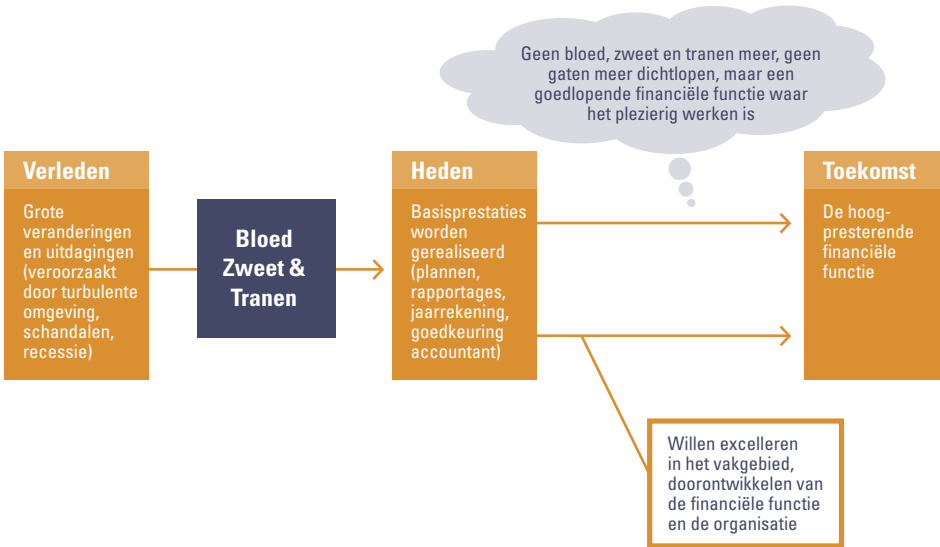 Geen bloed, zweet en tranen meer, geen
gaten meer dichtlopen, maar een
goedlopende financiële functie waar
het plezierig werken is
Verleden
Grote
veranderingen
en uitdagingen
(veroorzaakt
door turbulente
omgeving,
schandalen,
recessie)
Bloed
Zweet &
Tranen
Heden
Basisprestaties
worden
gerealiseerd
(plannen,
rapportages,
jaarrekening,
goedkeuring
accountant)
Toekomst
De hoog-
presterende
financiële
functie
Willen excelleren
in het vakgebied,
doorontwikkelen van
de financiële functie
en de organisatie